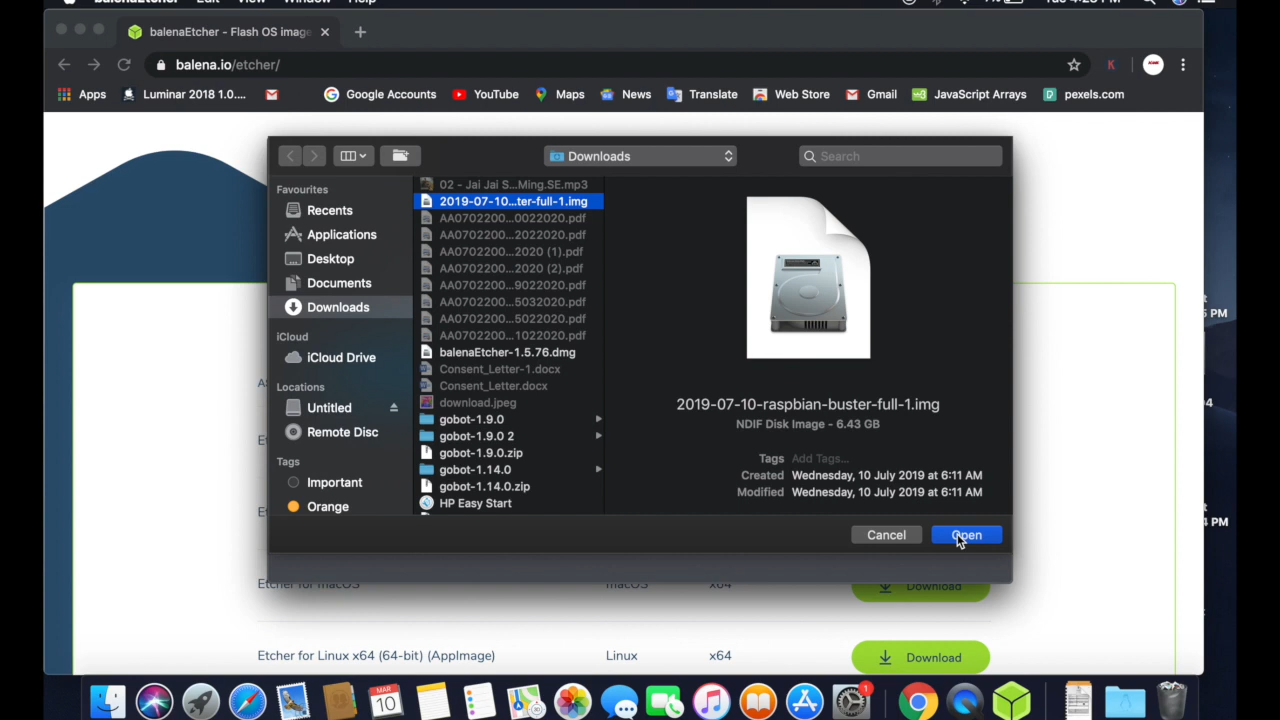 balenaEtcher Edit View Window Help
balenaEtcher - Flash OS image
balena.io/etcher/
K
Apps Luminar 2018 1.0.... Google Accounts YouTube Maps News Translate Web Store Gmail JavaScript Arrays pexels.com
Downloads
Search
Favourites
Recents
Applications
Desktop
Documents
Downloads
iCloud
iCloud Drive
Locations
Untitled
Remote Disc
Tags
Important
Orange
02 - Jai Jai S...Ming.SE.mp3
2019-07-10...ter-full-1.img
AA0702200...0022020.pdf
AA0702200...2022020.pdf
AA0702200...2020 (1).pdf
AA0702200...2020 (2).pdf
AA0702200...9022020.pdf
AA0702200...5032020.pdf
AA0702200...5022020.pdf
AA0702200...1022020.pdf
balenaEtcher-1.5.76.dmg
Consent_Letter-1.docx
Consent_Letter.docx
download.jpeg
gobot-1.9.0
gobot-1.9.0 2
gobot-1.9.0.zip
gobot-1.14.0
gobot-1.14.0.zip
HP Easy Start
2019-07-10-raspbian-buster-full-1.img
NDIF Disk Image - 6.43 GB
Tags Add Tags...
Created Wednesday, 10 July 2019 at 6:11 AM
Modified Wednesday, 10 July 2019 at 6:11 AM
Cancel Open
Etcher for macOS macOS x64 Download
Etcher for Linux x64 (64-bit) (AppImage) Linux x64 Download
MAR
10
1